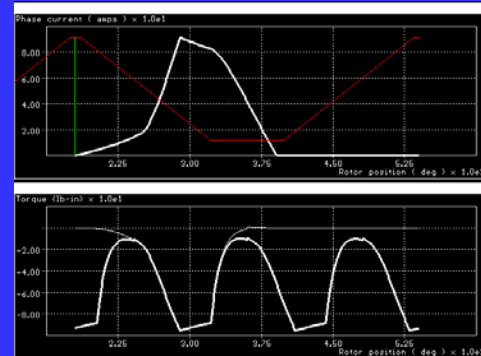 Phase current ( amps ) x 1.0e1
8.00
6.00
4.00
2.00
2.25 3.00 3.75 4.50 5.25
Rotor position ( deg ) x 1.0e
Torque (lb-in) x 1.0e1
-2.00
-4.00
-6.00
-8.00
2.25 3.00 3.75 4.50 5.25
Rotor position ( deg ) x 1.0e